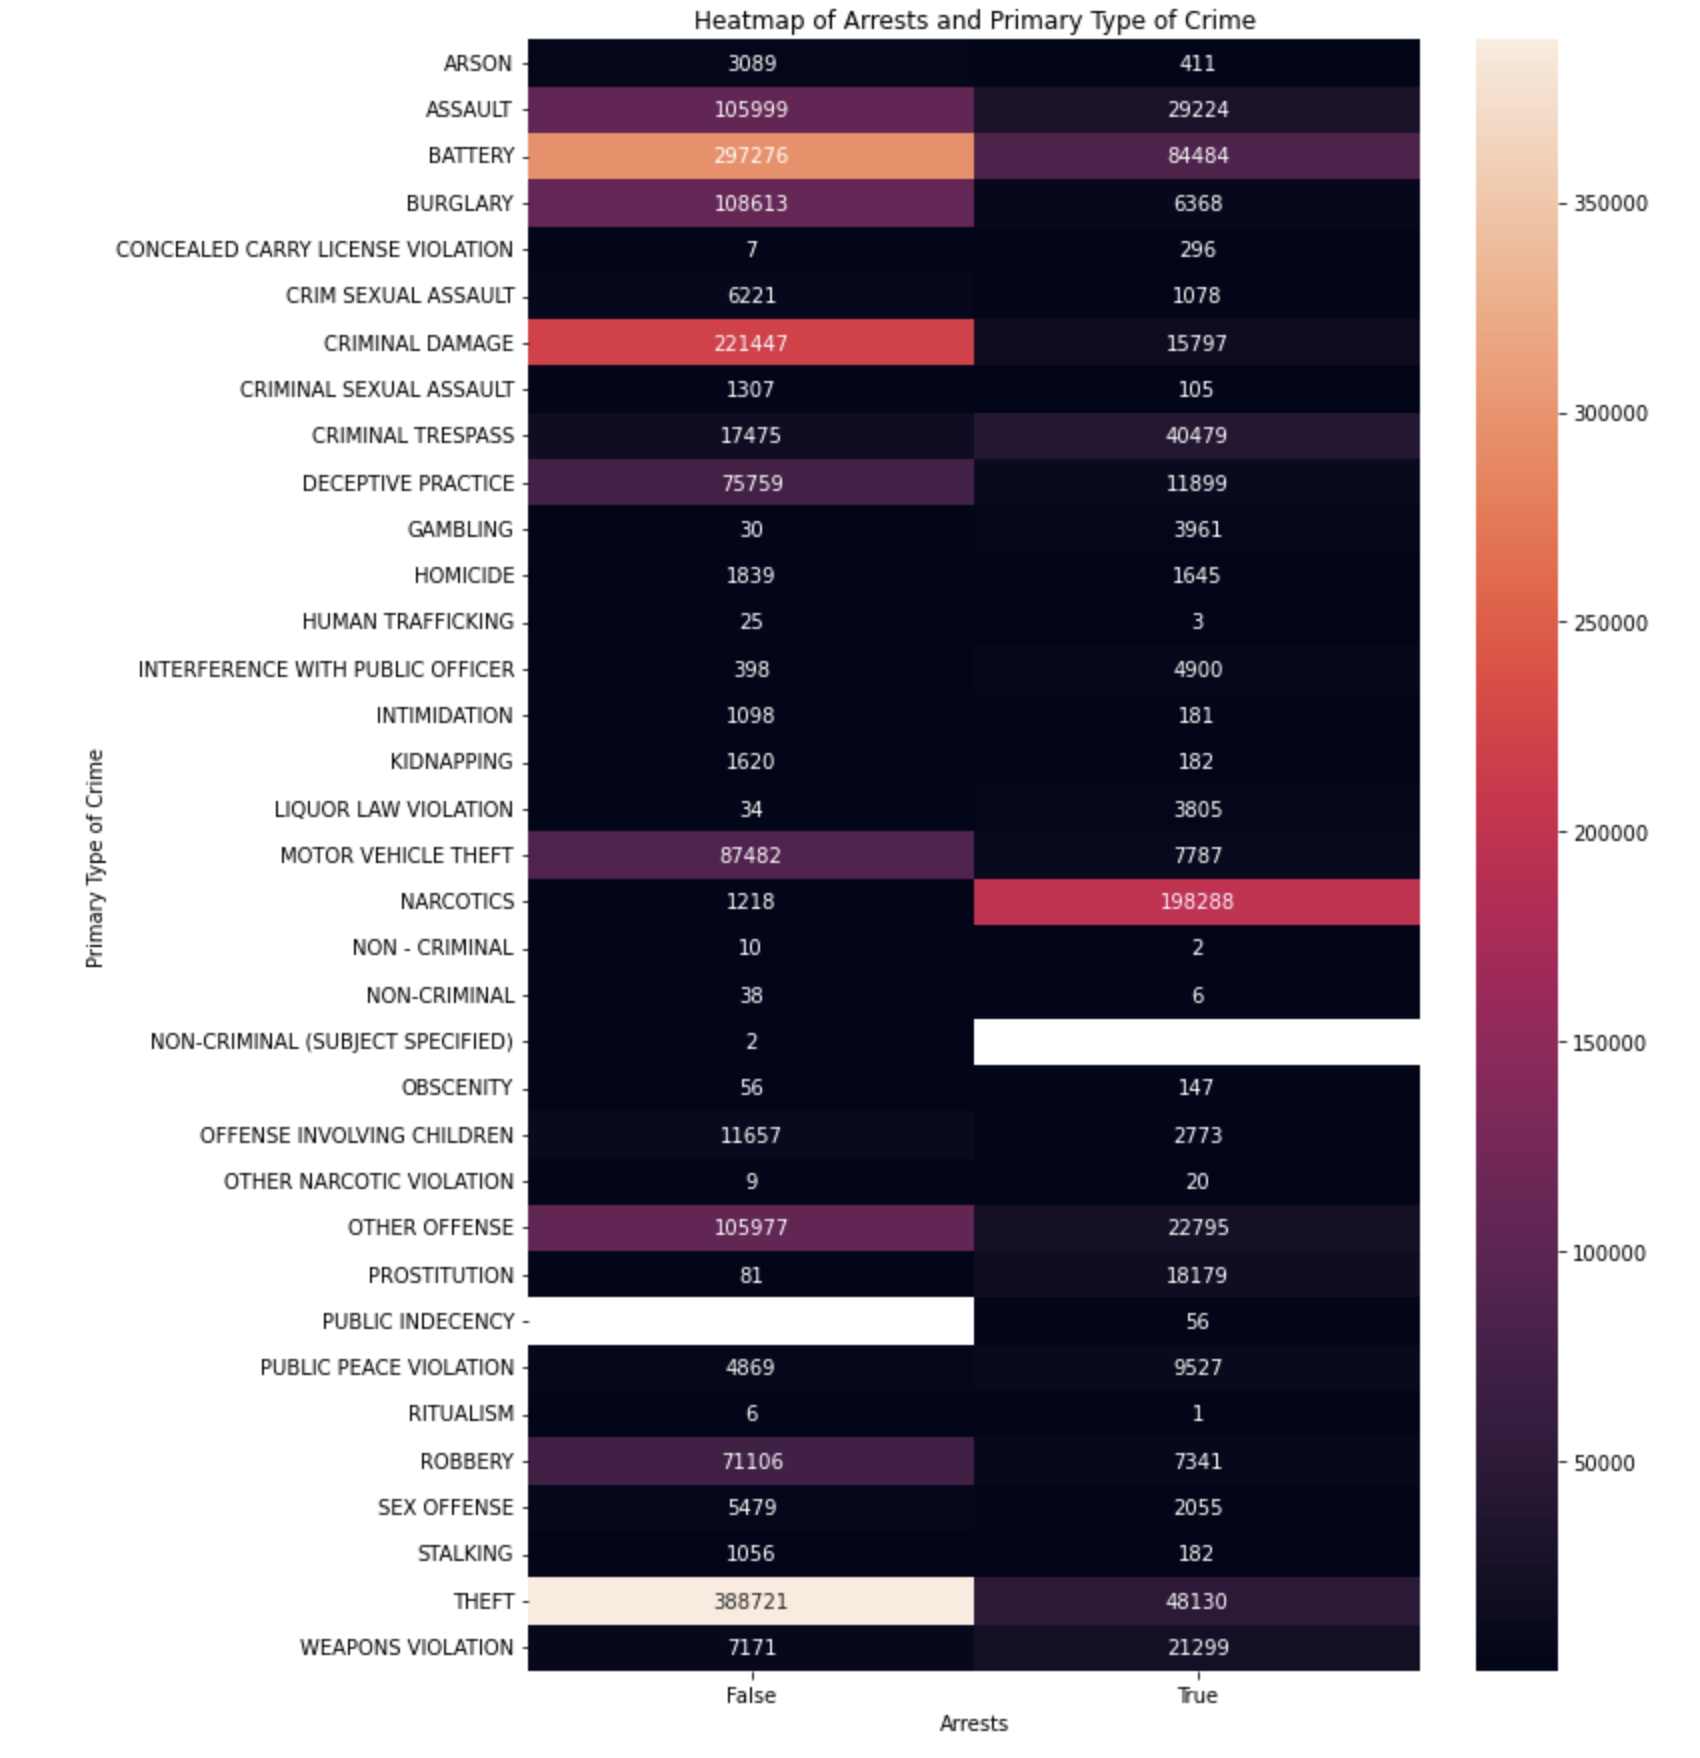 Heatmap of Arrests and Primary Type of Crime
ARSON 3089 411
ASSAULT 105999 29224
BATTERY 297276 84484
BURGLARY 108613 6368 350000
CONCEALED CARRY LICENSE VIOLATION 7 296
CRIM SEXUAL ASSAULT 6221 1078
CRIMINAL DAMAGE 221447 15797
CRIMINAL SEXUAL ASSAULT 1307 105
300000
CRIMINAL TRESPASS 17475 40479
DECEPTIVE PRACTICE 75759 11899
GAMBLING 30 3961
HOMICIDE 1839 1645
HUMAN TRAFFICKING 25 3 250000
INTERFERENCE WITH PUBLIC OFFICER 398 4900
INTIMIDATION 1098 181
KIDNAPPING 1620 182
LIQUOR LAW VIOLATION 34 3805
200000
MOTOR VEHICLE THEFT 87482 7787
Primary Type of Crime
NARCOTICS 1218 198288
NON - CRIMINAL 10 2
NON-CRIMINAL 38 6
NON-CRIMINAL (SUBJECT SPECIFIED) 2 150000
OBSCENITY 56 147
OFFENSE INVOLVING CHILDREN 11657 2773
OTHER NARCOTIC VIOLATION 9 20
OTHER OFFENSE 105977 22795
100000
PROSTITUTION 81 18179
PUBLIC INDECENCY 56
PUBLIC PEACE VIOLATION 4869 9527
RITUALISM 6 1
ROBBERY 71106 7341 50000
SEX OFFENSE 5479 2055
STALKING 1056 182
THEFT 388721 48130
WEAPONS VIOLATION 7171 21299
False True
Arrests